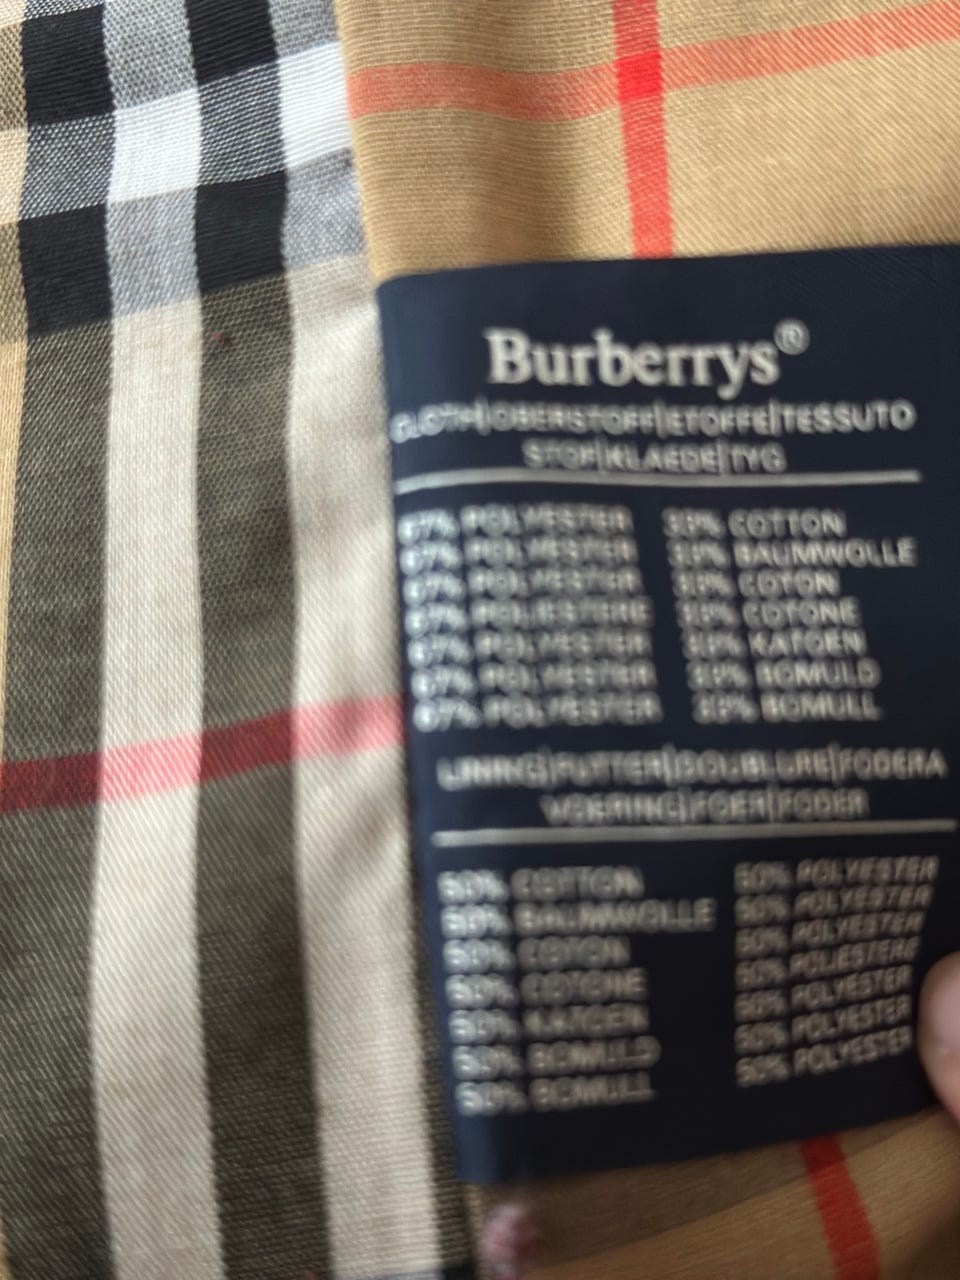 Burberrys®
CLOTH|OBERSTOFF|ETOFFE|TESSUTO
STOF|KLAEDE|TYG
67% POLYESTER 33% COTTON
67% POLYESTER 33% BAUMWOLLE
67% POLYESTER 33% COTON
67% POLIESTERE 33% COTONE
67% POLYESTER 33% KATOEN
67% POLYESTER 33% BOMULD
67% POLYESTER 33% BOMULL
LINING|FUTTER|DOUBLURE|FODERA
VOERING|FOER|FODER
50% COTTON 50% POLYESTER
50% BAUMWOLLE 50% POLYESTER
50% COTON 50% POLYESTER
50% COTONE 50% POLIESTERE
50% KATOEN 50% POLYESTER
50% BOMULD 50% POLYESTER
50% BOMULL 50% POLYESTER